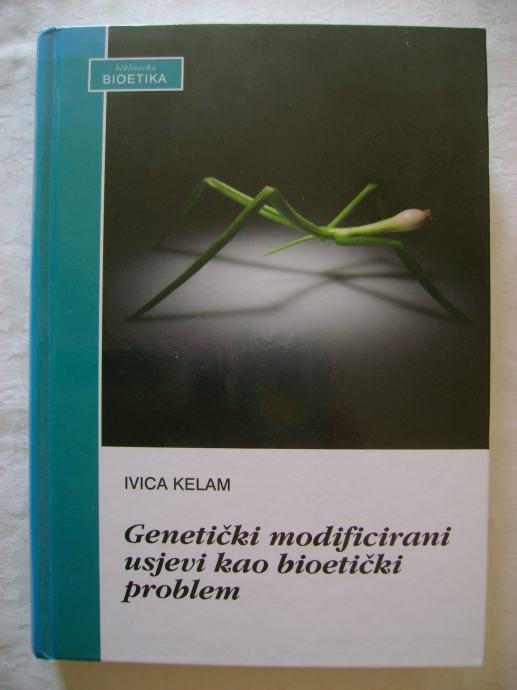 biblioteka
BIOETIKA
IVICA KELAM
Genetički modificirani
usjevi kao bioetički
problem